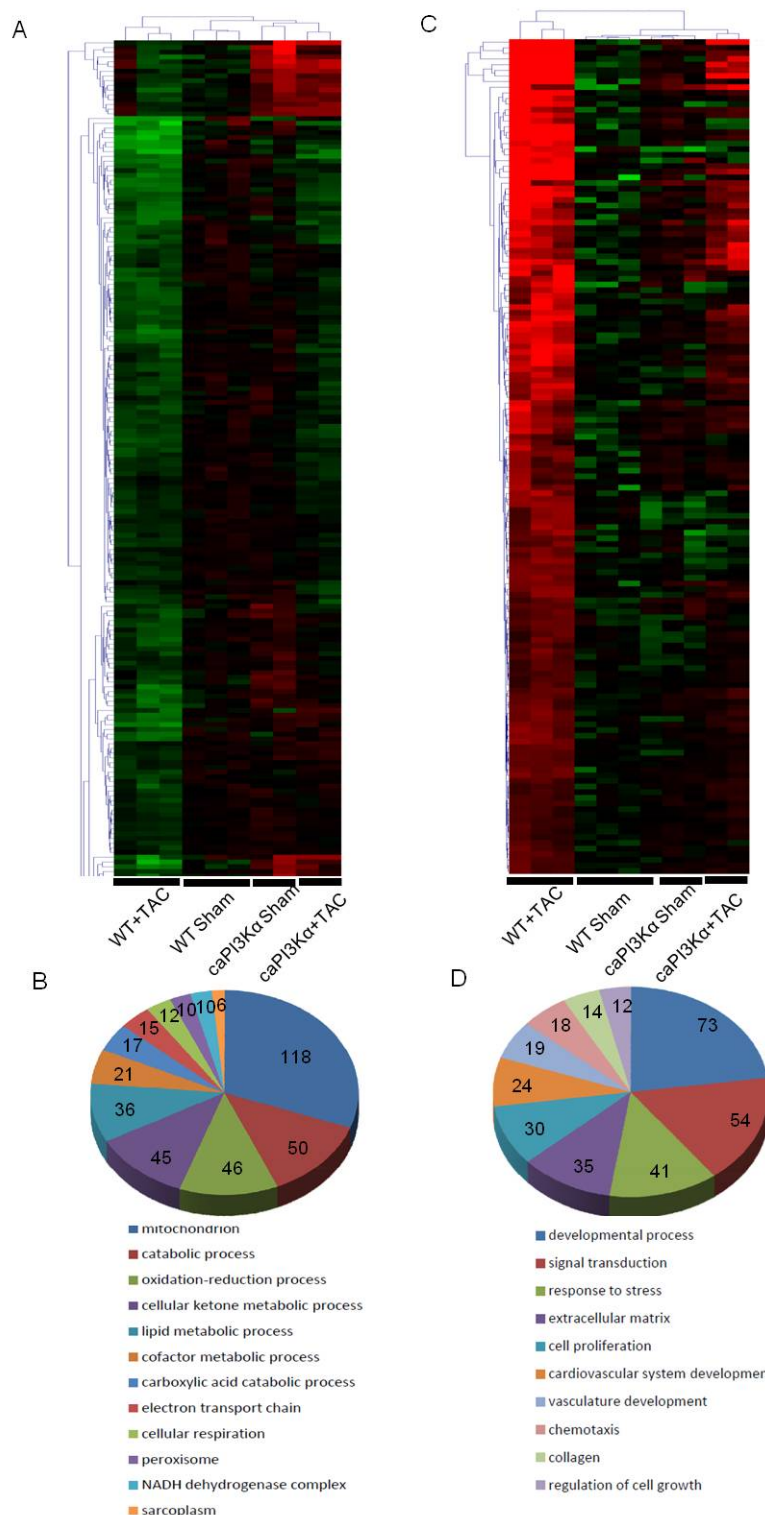 A
C
WT+TAC
WT Sham
caPI3Kα Sham
caPI3Kα+TAC
WT+TAC
WT Sham
caPI3Kα Sham
caPI3Kα+TAC
B
118
50
46
45
36
21
17
15
12
10
10
6
mitochondrion
catabolic process
oxidation-reduction process
cellular ketone metabolic process
lipid metabolic process
cofactor metabolic process
carboxylic acid catabolic process
electron transport chain
cellular respiration
peroxisome
NADH dehydrogenase complex
sarcoplasm
D
73
54
41
35
30
24
19
18
14
12
developmental process
signal transduction
response to stress
extracellular matrix
cell proliferation
cardiovascular system developmen
vasculature development
chemotaxis
collagen
regulation of cell growth